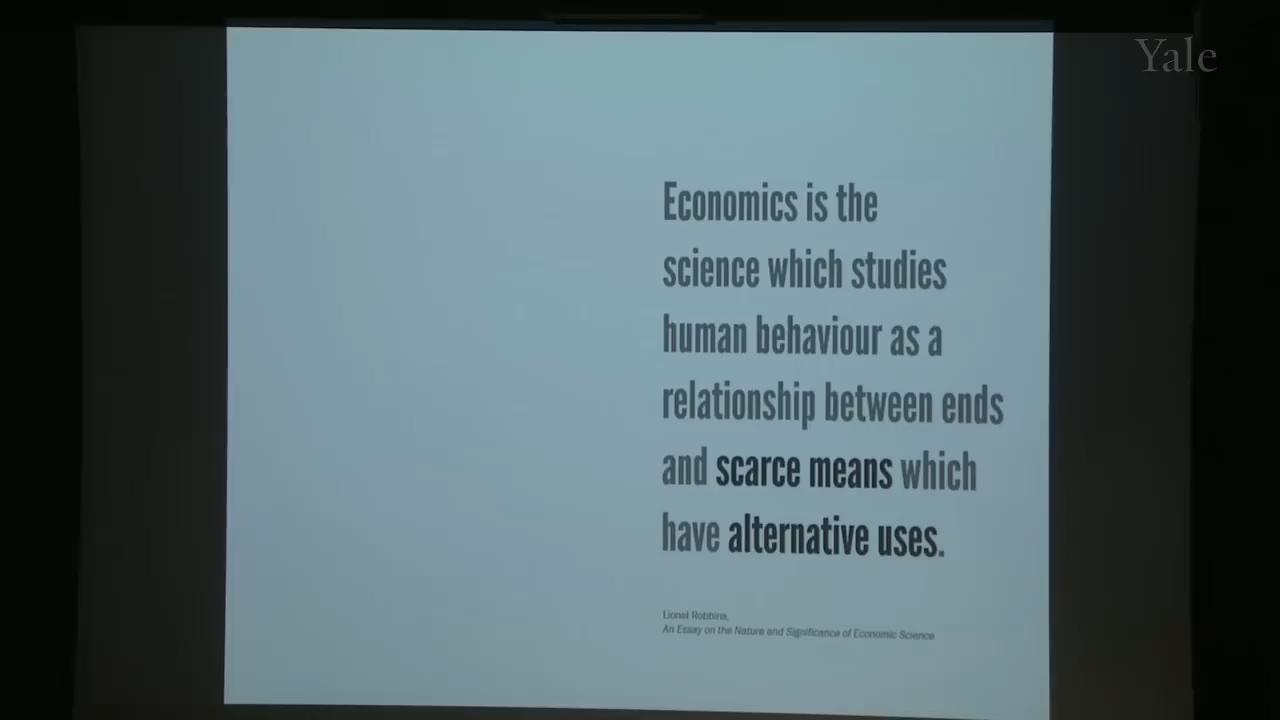 Yale
Economics is the
science which studies
human behaviour as a
relationship between ends
and scarce means which
have alternative uses.
Lionel Robbins,
An Essay on the Nature and Significance of Economic Science